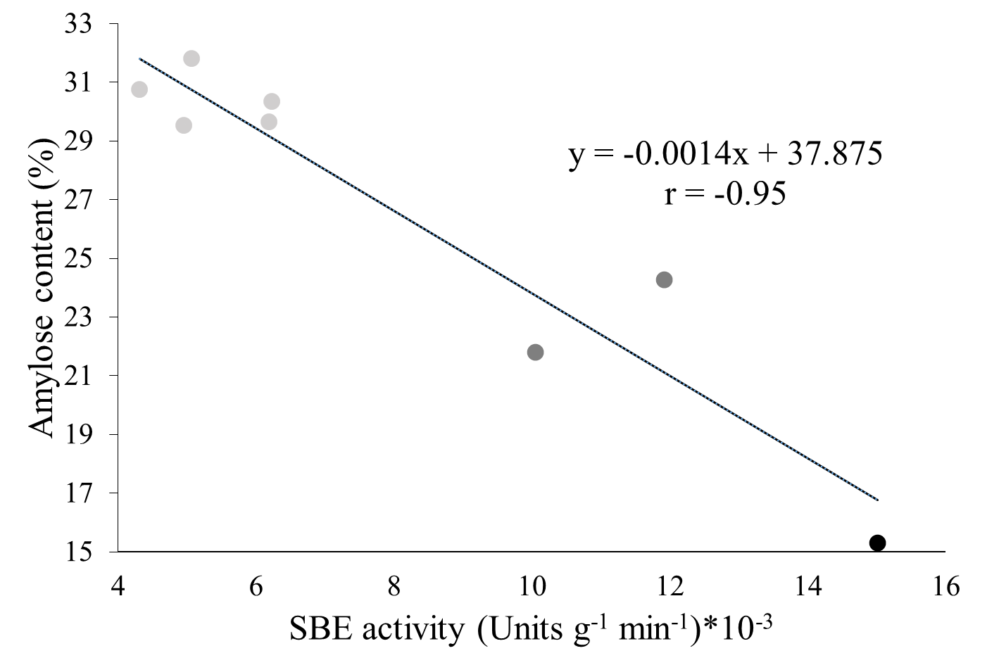 33
31
29
27
25
23
21
19
17
15
Amylose content (%)
y = -0.0014x + 37.875
r = -0.95
4 6 8 10 12 14 16
SBE activity (Units g⁻¹ min⁻¹)*10⁻³